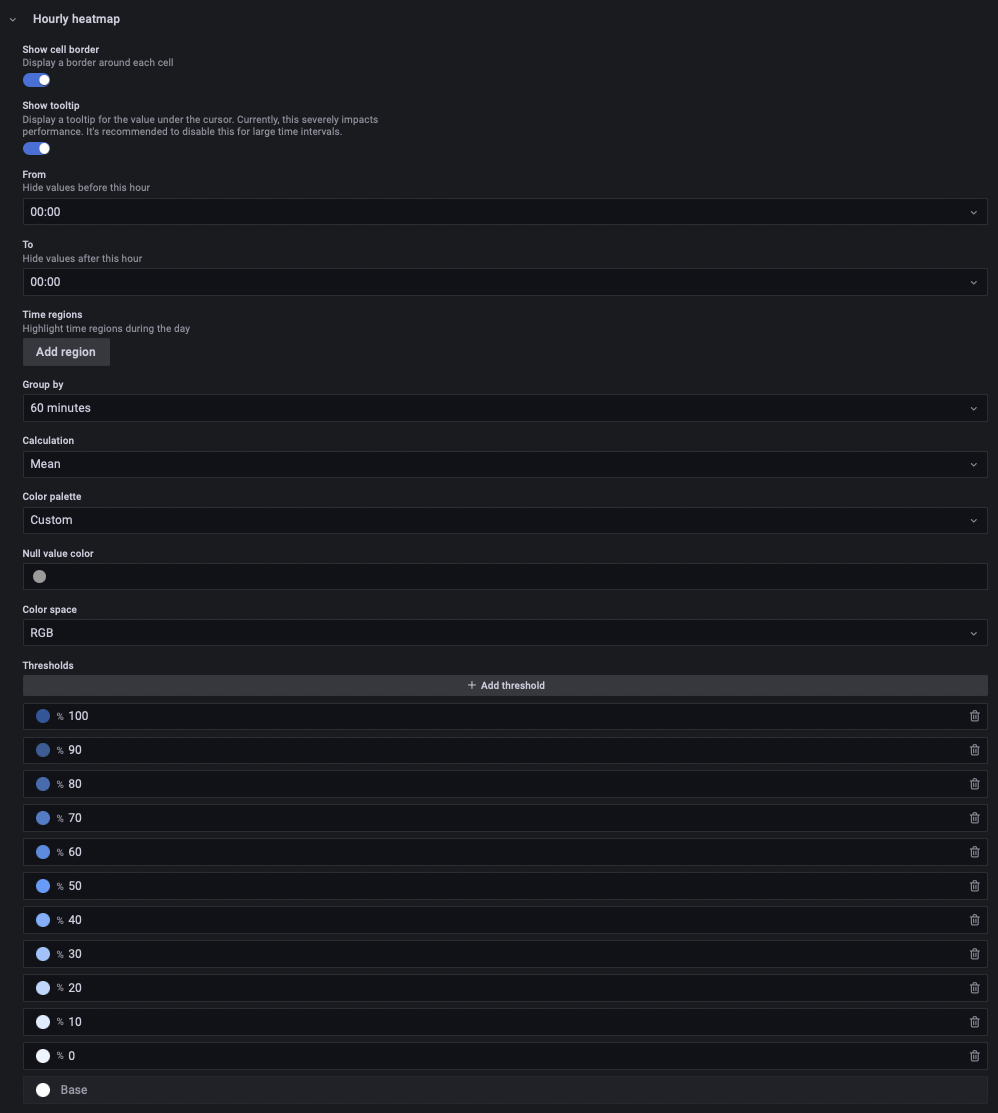 Hourly heatmap
Show cell border
Display a border around each cell
Show tooltip
Display a tooltip for the value under the cursor. Currently, this severely impacts
performance. It's recommended to disable this for large time intervals.
From
Hide values before this hour
00:00
To
Hide values after this hour
00:00
Time regions
Highlight time regions during the day
Add region
Group by
60 minutes
Calculation
Mean
Color palette
Custom
Null value color
Color space
RGB
Thresholds
+ Add threshold
% 100
% 90
% 80
% 70
% 60
% 50
% 40
% 30
% 20
% 10
% 0
Base